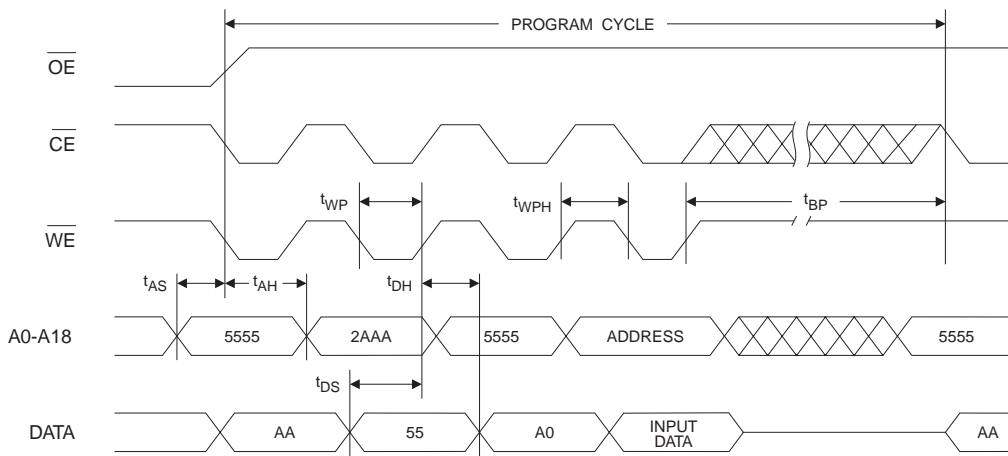 PROGRAM CYCLE
OE
CE
tWP
tWPH
tBP
WE
tAS
tAH
tDH
A0-A18
5555
2AAA
5555
ADDRESS
5555
tDS
DATA
AA
55
A0
INPUT
DATA
AA